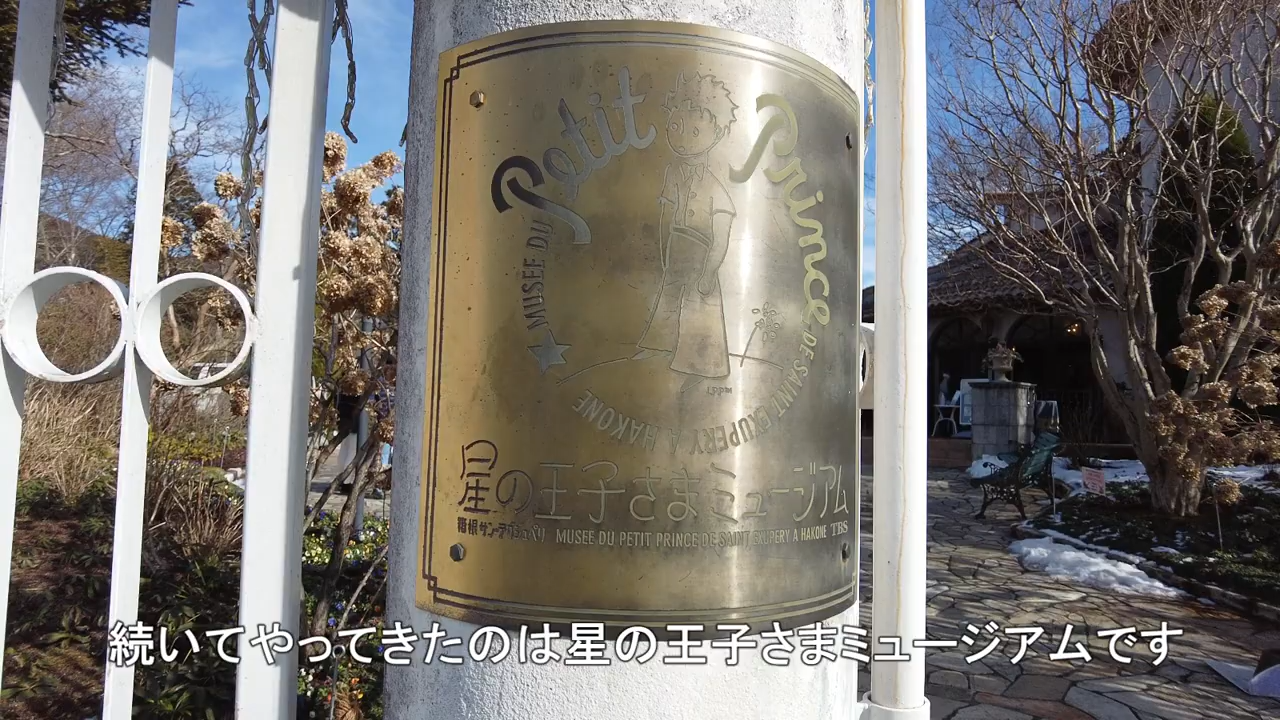 MUSÉE DU Petit Prince DE SAINT EXUPERY A HAKONE
星の王子さまミュージアム
箱根サン=テグジュペリ MUSEE DU PETIT PRINCE DE SAINT EXUPERY A HAKONE TBS
続いてやってきたのは星の王子さまミュージアムです